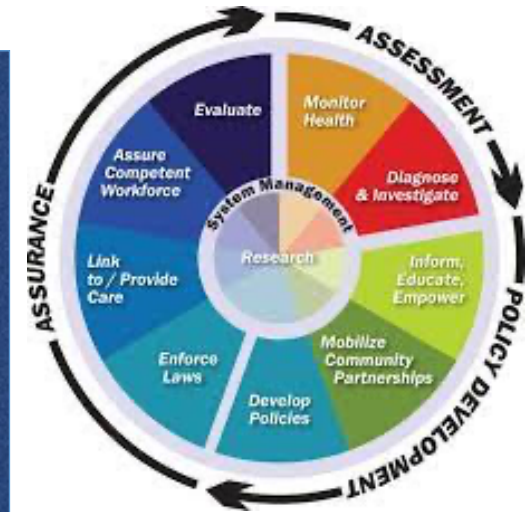 ASSESSMENT
Monitor
Health
Diagnose
& Investigate
Inform,
Educate,
Empower
POLICY DEVELOPMENT
Mobilize
Community
Partnerships
Develop
Policies
Enforce
Laws
ASSURANCE
Link
to / Provide
Care
Assure
Competent
Workforce
Evaluate
System Management
Research